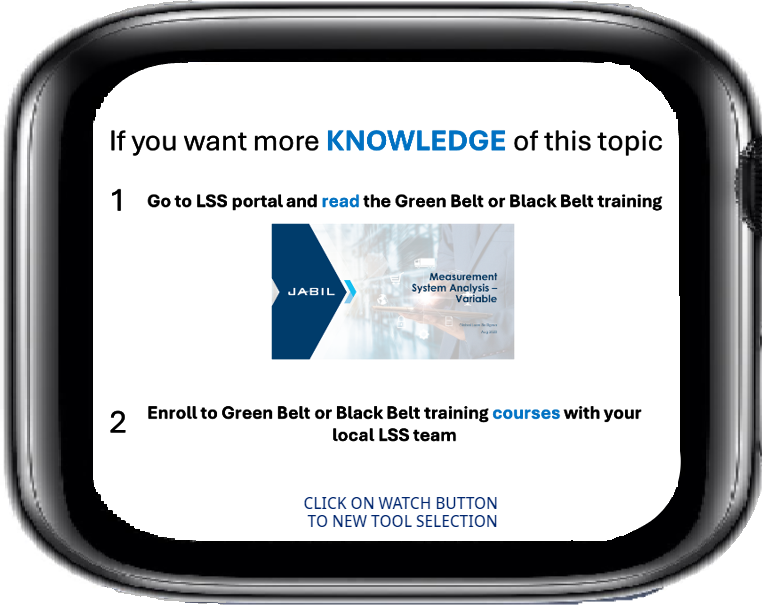 If you want more KNOWLEDGE of this topic
1 Go to LSS portal and read the Green Belt or Black Belt training
JABIL
Measurement
System Analysis –
Variable
2 Enroll to Green Belt or Black Belt training courses with your
local LSS team
CLICK ON WATCH BUTTON
TO NEW TOOL SELECTION